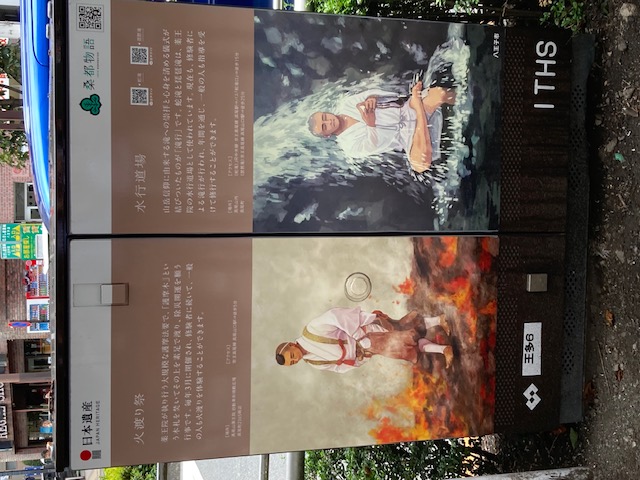 日本遺産
JAPAN HERITAGE
桑都物語
火渡り祭
薬王院が執り行う大規模な護摩法要で、「護摩木」とい
う木札を焚いてその上を素足で渡り、除災開運を願う
行事です。毎年3月に開催され、修験者に続いて、一般
の人も火渡りを体験することができます。
水行道場
山岳信仰に由来する滝への崇拝と心身を清める儀式が
結びついたものが「滝行」です。蛇滝と琵琶滝は、薬王
院の水行道場として使われています。現在も、修験者に
よる滝行が行われ、年間を通じ、一般の人も指導を受
けて修行することができます。
八王子市
王多6
ITHS